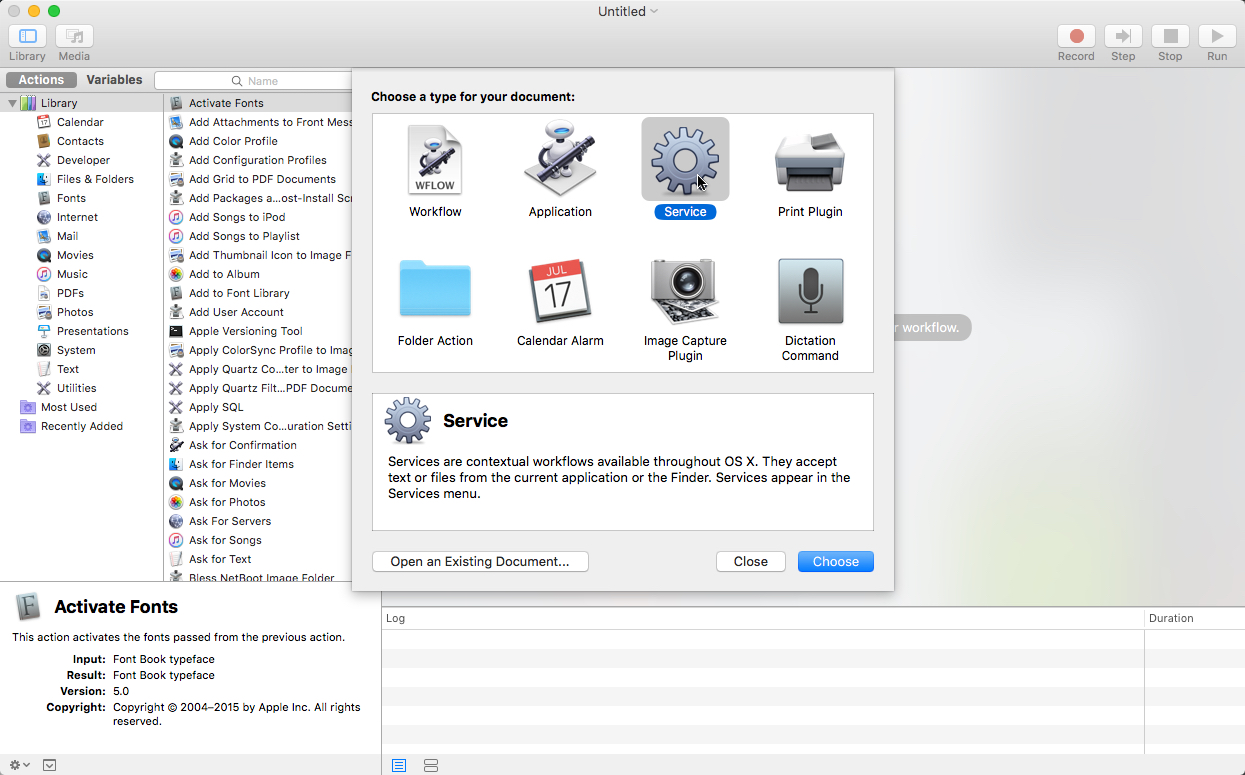 Untitled
Library
Media
Record
Step
Stop
Run
Actions
Variables
Name
Library
Calendar
Contacts
Developer
Files & Folders
Fonts
Internet
Mail
Movies
Music
PDFs
Photos
Presentations
System
Text
Utilities
Most Used
Recently Added
Activate Fonts
Add Attachments to Front Mess
Add Color Profile
Add Configuration Profiles
Add Grid to PDF Documents
Add Packages a...ost-Install Scr
Add Songs to iPod
Add Songs to Playlist
Add Thumbnail Icon to Image F
Add to Album
Add to Font Library
Add User Account
Apple Versioning Tool
Apply ColorSync Profile to Imag
Apply Quartz Co...ter to Image
Apply Quartz Filt...PDF Docume
Apply SQL
Apply System Co...uration Setti
Ask for Confirmation
Ask for Finder Items
Ask for Movies
Ask for Photos
Ask For Servers
Ask for Songs
Ask for Text
Bless NetBoot Image Folder
Choose a type for your document:
WFLOW
Workflow
Application
Service
Print Plugin
JUL
17
Folder Action
Calendar Alarm
Image Capture
Plugin
Dictation
Command
r workflow.
Service
Services are contextual workflows available throughout OS X. They accept
text or files from the current application or the Finder. Services appear in the
Services menu.
Open an Existing Document...
Close
Choose
Activate Fonts
This action activates the fonts passed from the previous action.
Input: Font Book typeface
Result: Font Book typeface
Version: 5.0
Copyright: Copyright © 2004–2015 by Apple Inc. All rights
reserved.
Log
Duration